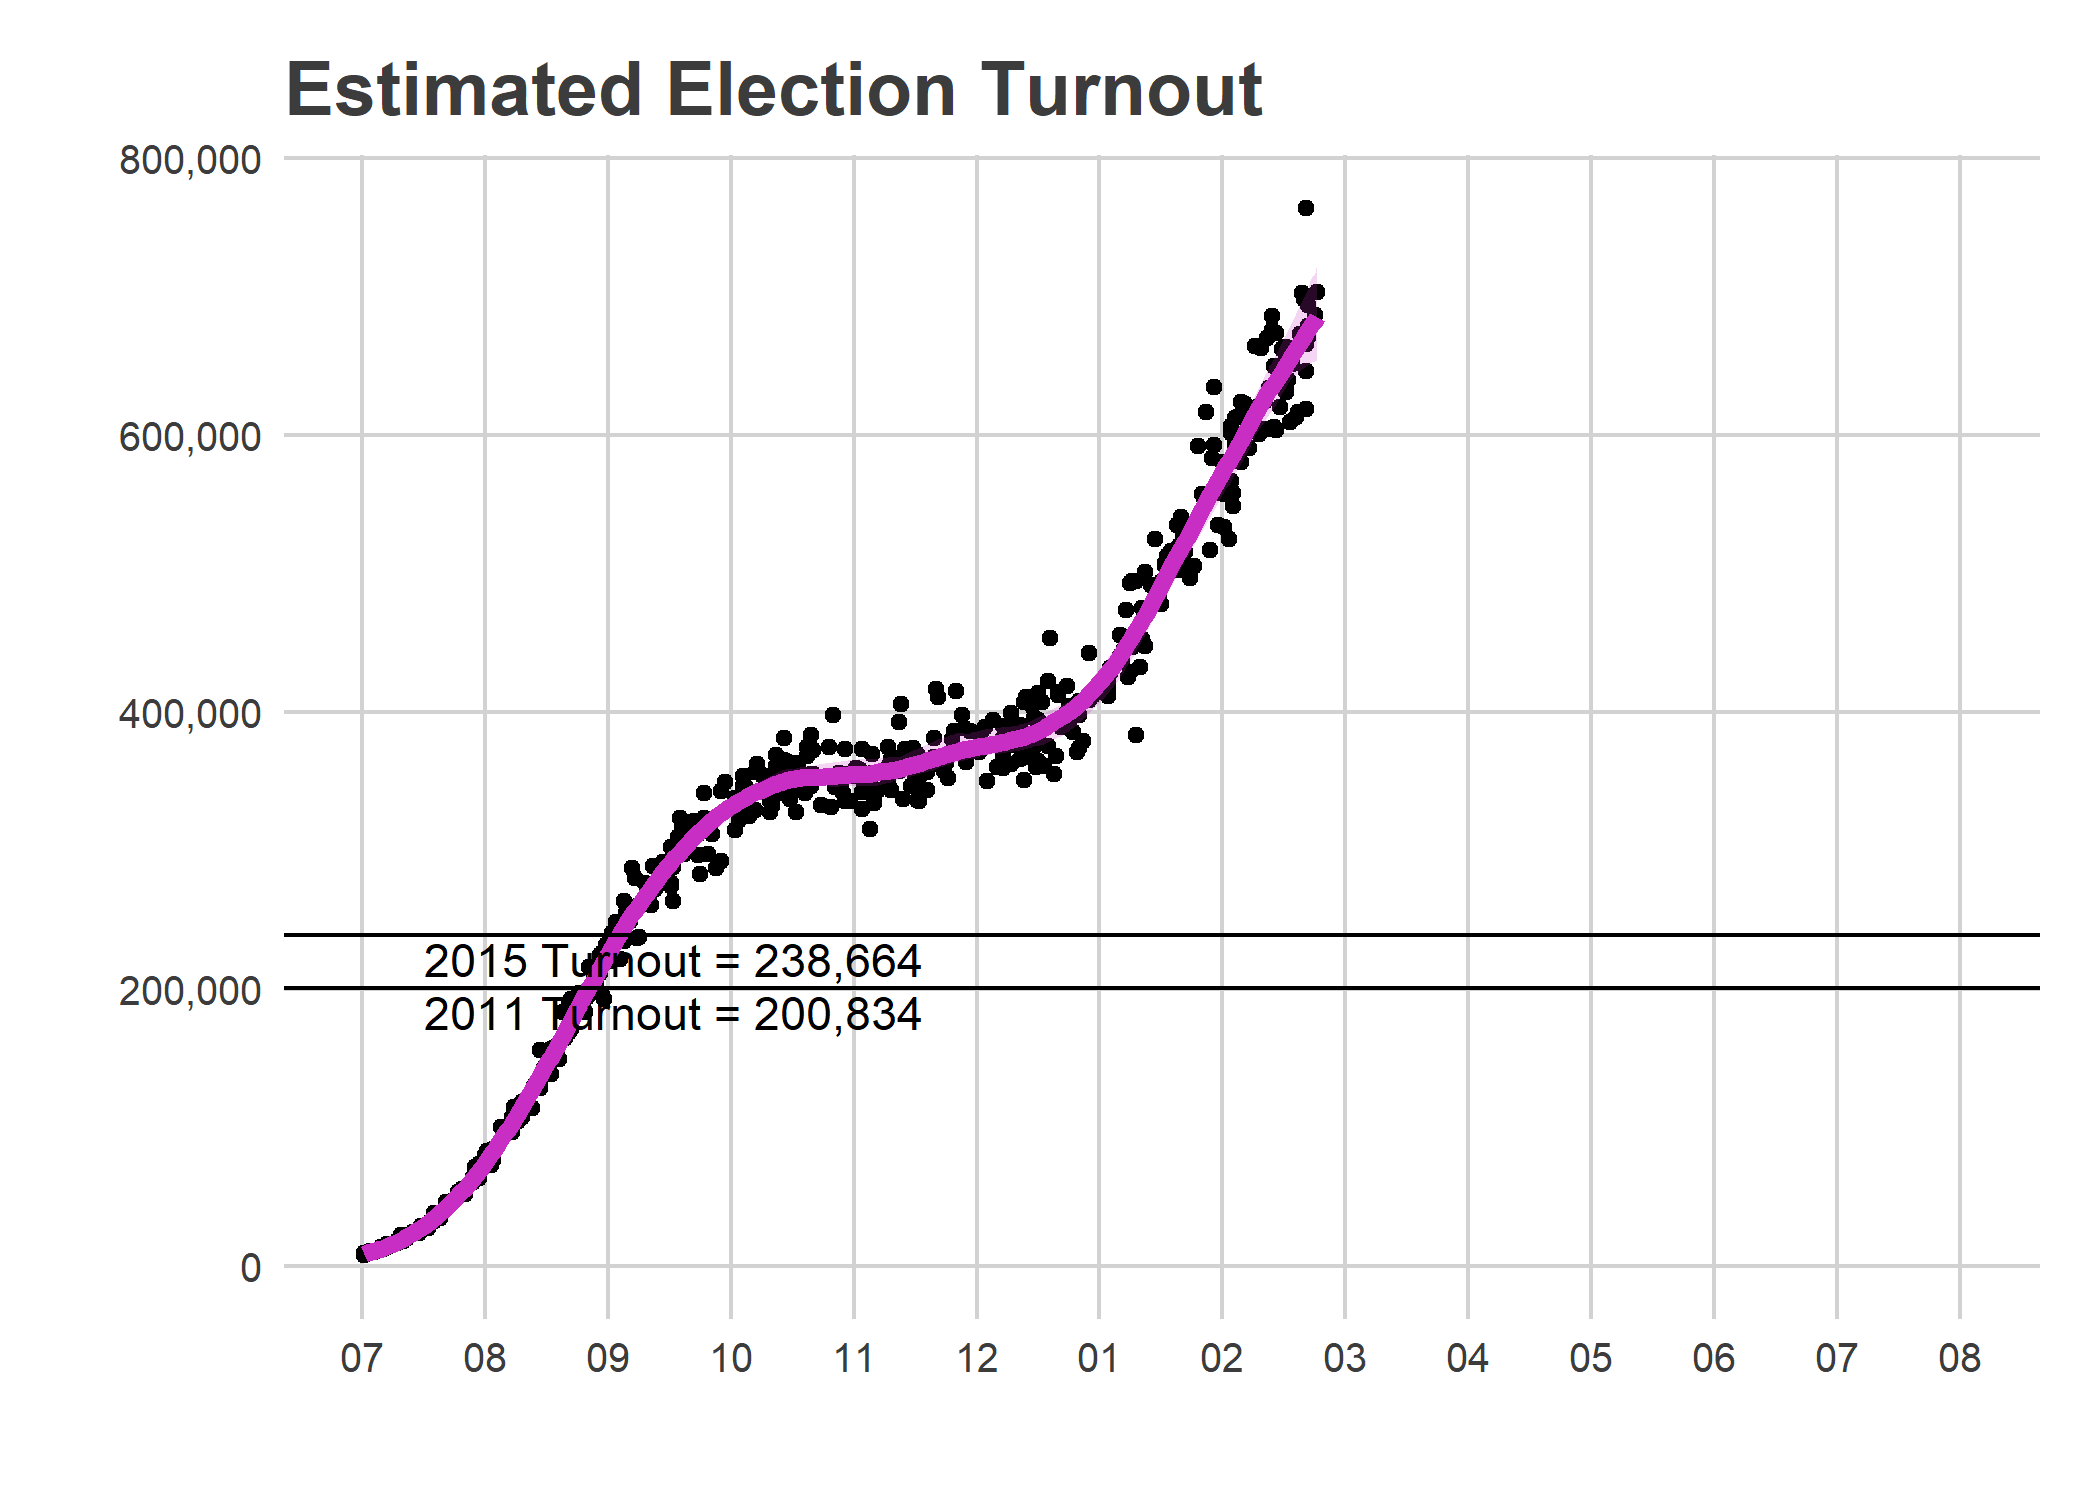 Estimated Election Turnout
800,000
600,000
400,000
2015 Turnout = 238,664
200,000
2011 Turnout = 200,834
0
07 08 09 10 11 12 01 02 03 04 05 06 07 08